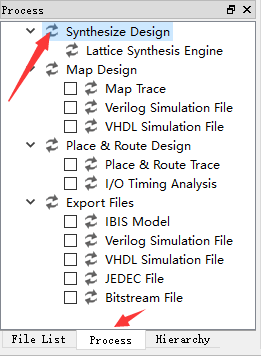 Process
Synthesize Design
Lattice Synthesis Engine
Map Design
Map Trace
Verilog Simulation File
VHDL Simulation File
Place & Route Design
Place & Route Trace
I/O Timing Analysis
Export Files
IBIS Model
Verilog Simulation File
VHDL Simulation File
JEDEC File
Bitstream File
File List Process Hierarchy